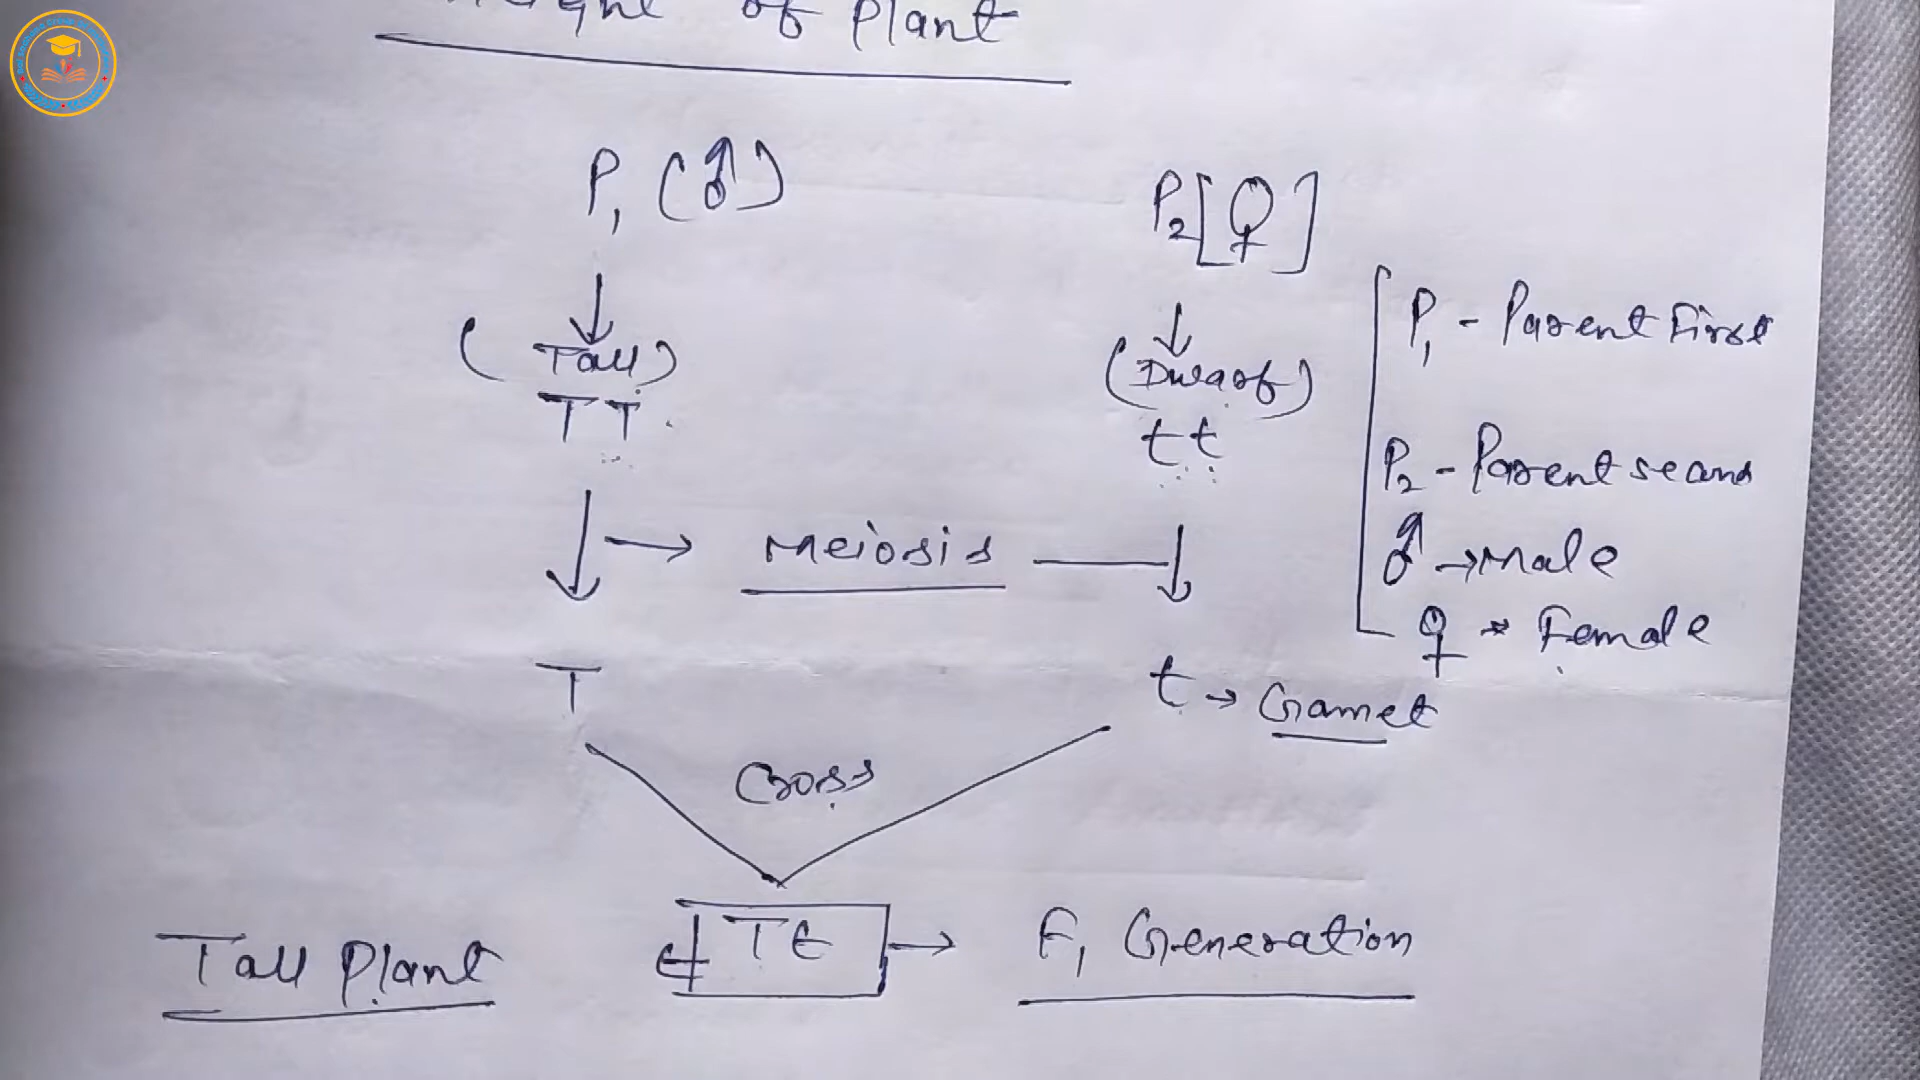 of Plant
P1 (♂)
P2 [♀]
(Tall)
TT
(Dwarf)
tt
P1 - Parent First
P2 - Parent secand
♂ → Male
♀ → Female
→ Meiosis
T
t → Gamet
Cross
Tall Plant
Tt → F1 Generation